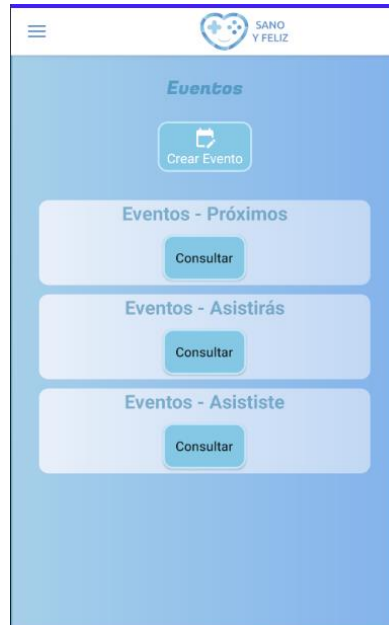 SANO
Y FELIZ
Eventos
Crear Evento
Eventos - Próximos
Consultar
Eventos - Asistirás
Consultar
Eventos - Asististe
Consultar